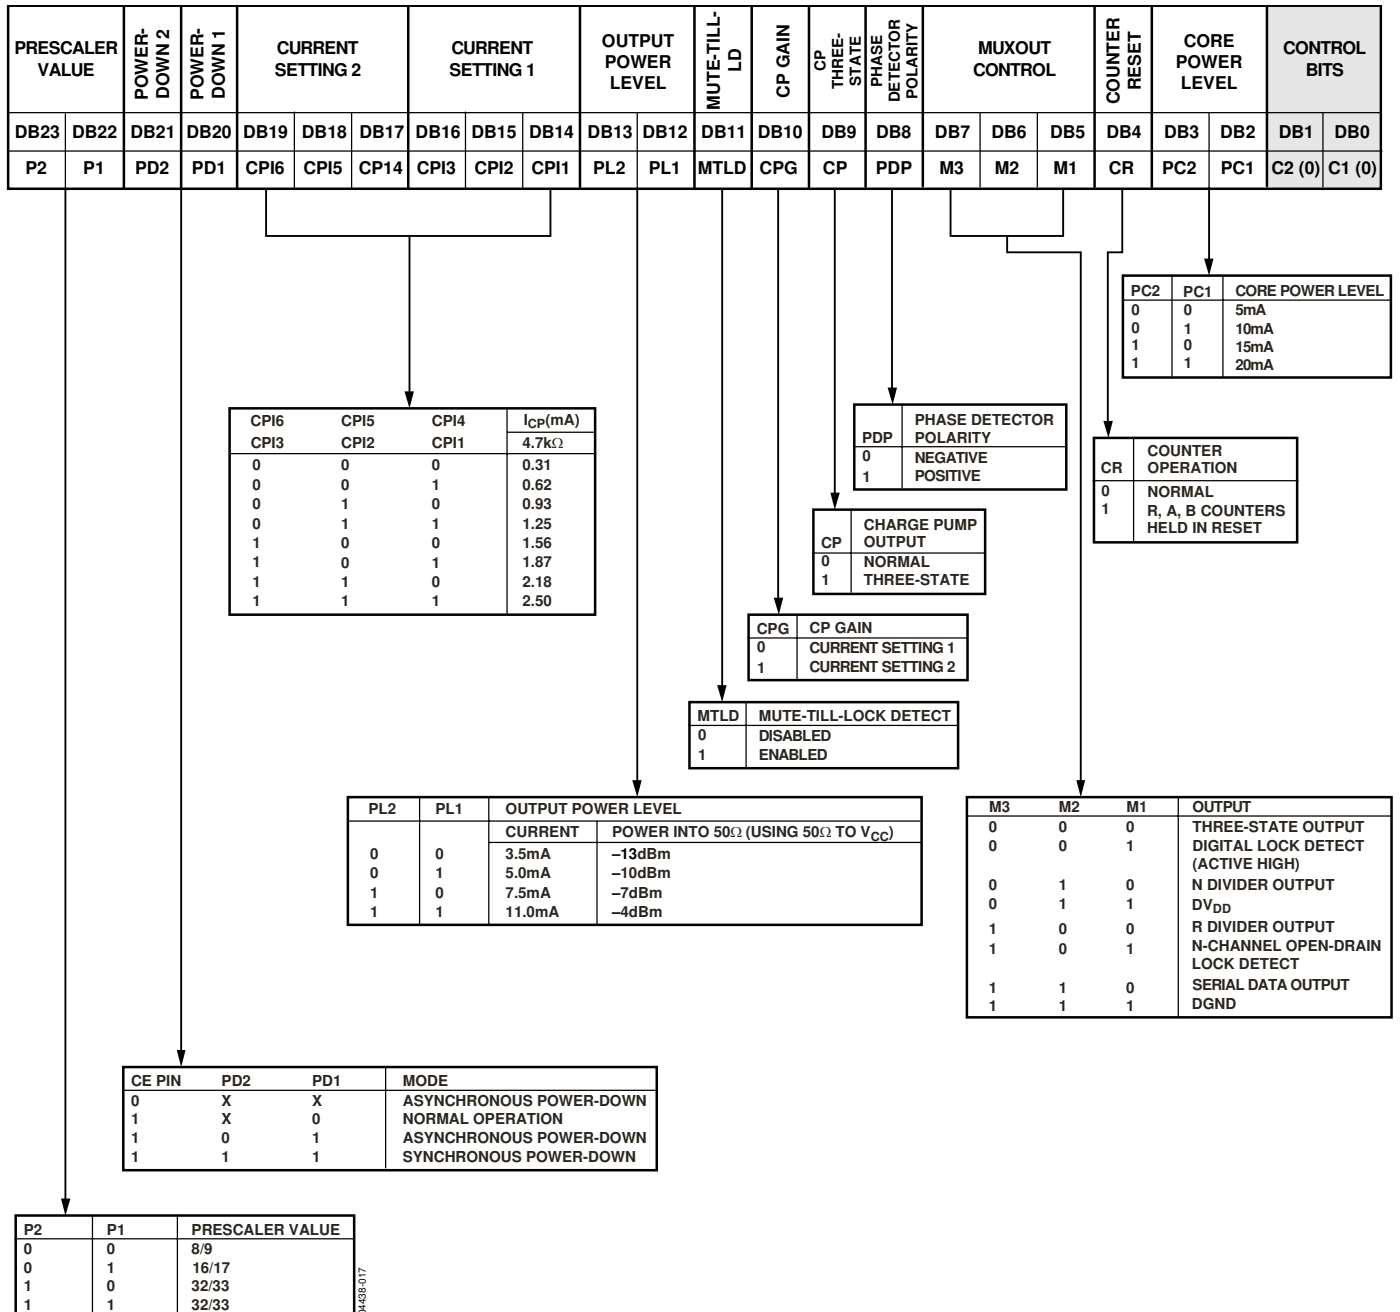 PRESCALER VALUE
POWER-DOWN 2
POWER-DOWN 1
CURRENT SETTING 2
CURRENT SETTING 1
OUTPUT POWER LEVEL
MUTE-TILL-LD
CP GAIN
CP THREE-STATE
PHASE DETECTOR POLARITY
MUXOUT CONTROL
COUNTER RESET
CORE POWER LEVEL
CONTROL BITS
DB23 DB22 DB21 DB20 DB19 DB18 DB17 DB16 DB15 DB14 DB13 DB12 DB11 DB10 DB9 DB8 DB7 DB6 DB5 DB4 DB3 DB2 DB1 DB0
P2 P1 PD2 PD1 CPI6 CPI5 CP14 CPI3 CPI2 CPI1 PL2 PL1 MTLD CPG CP PDP M3 M2 M1 CR PC2 PC1 C2 (0) C1 (0)
PC2 PC1 CORE POWER LEVEL
0 0 5mA
0 1 10mA
1 0 15mA
1 1 20mA
CPI6 CPI5 CPI4 ICP(mA)
CPI3 CPI2 CPI1 4.7kΩ
0 0 0 0.31
0 0 1 0.62
0 1 0 0.93
0 1 1 1.25
1 0 0 1.56
1 0 1 1.87
1 1 0 2.18
1 1 1 2.50
PHASE DETECTOR
PDP POLARITY
0 NEGATIVE
1 POSITIVE
COUNTER
CR OPERATION
0 NORMAL
1 R, A, B COUNTERS
HELD IN RESET
CHARGE PUMP
CP OUTPUT
0 NORMAL
1 THREE-STATE
CPG CP GAIN
0 CURRENT SETTING 1
1 CURRENT SETTING 2
MTLD MUTE-TILL-LOCK DETECT
0 DISABLED
1 ENABLED
PL2 PL1 OUTPUT POWER LEVEL
CURRENT POWER INTO 50Ω (USING 50Ω TO VCC)
0 0 3.5mA –13dBm
0 1 5.0mA –10dBm
1 0 7.5mA –7dBm
1 1 11.0mA –4dBm
M3 M2 M1 OUTPUT
0 0 0 THREE-STATE OUTPUT
0 0 1 DIGITAL LOCK DETECT
(ACTIVE HIGH)
0 1 0 N DIVIDER OUTPUT
0 1 1 DVDD
1 0 0 R DIVIDER OUTPUT
1 0 1 N-CHANNEL OPEN-DRAIN
LOCK DETECT
1 1 0 SERIAL DATA OUTPUT
1 1 1 DGND
CE PIN PD2 PD1 MODE
0 X X ASYNCHRONOUS POWER-DOWN
1 X 0 NORMAL OPERATION
1 0 1 ASYNCHRONOUS POWER-DOWN
1 1 1 SYNCHRONOUS POWER-DOWN
P2 P1 PRESCALER VALUE
0 0 8/9
0 1 16/17
1 0 32/33
1 1 32/33